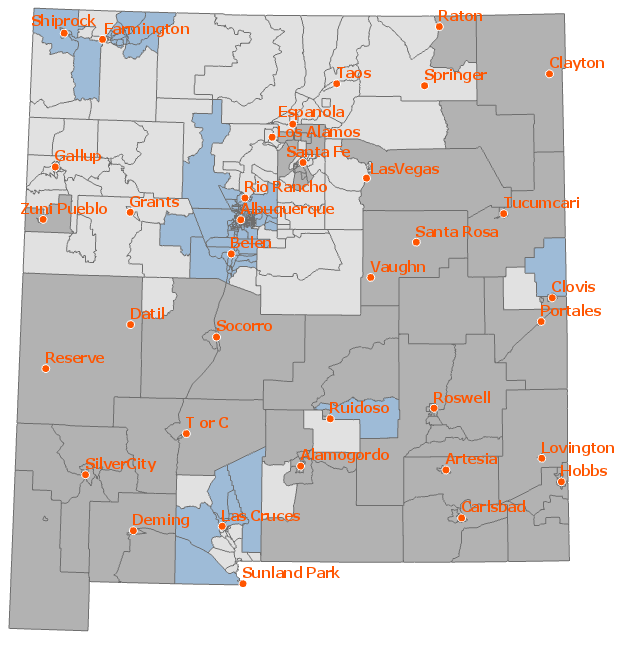 Shiprock
Raton
Farmington
Clayton
Taos
Springer
Espanola
Los Alamos
Gallup
Santa Fe
LasVegas
Rio Rancho
Zuni Pueblo
Grants
Albuquerque
Tucumcari
Santa Rosa
Belen
Vaughn
Clovis
Datil
Socorro
Portales
Reserve
Roswell
Ruidoso
T or C
Lovington
Alamogordo
SilverCity
Artesia
Hobbs
Carlsbad
Las Cruces
Deming
Sunland Park